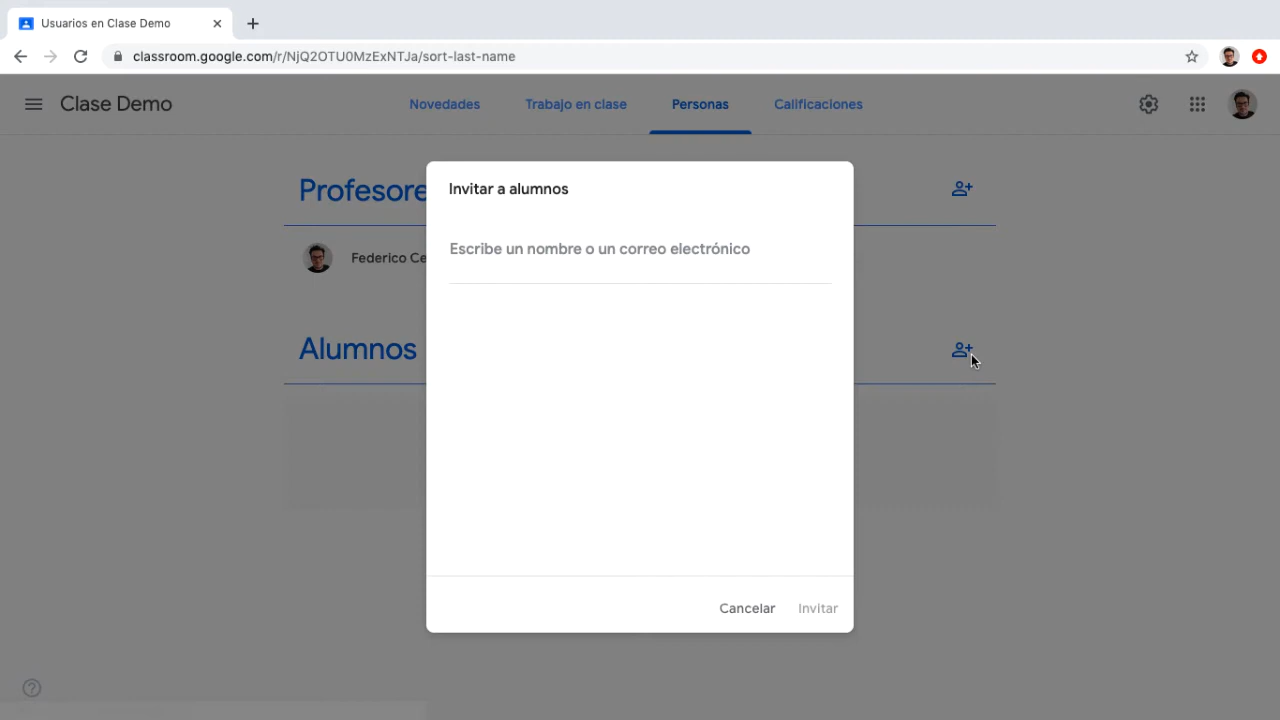 Usuarios en Clase Demo
classroom.google.com/r/NjQ2OTU0MzExNTJa/sort-last-name
Clase Demo
Novedades
Trabajo en clase
Personas
Calificaciones
Profesore
Federico Ce
Alumnos
Invitar a alumnos
Escribe un nombre o un correo electrónico
Cancelar
Invitar